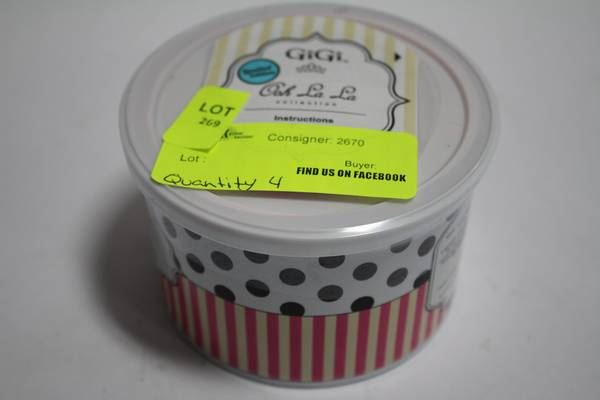 GiGi
Ooh La La
collection
Instructions
LOT
269
Consigner: 2670
Lot :
Buyer:
Quantity 4
FIND US ON FACEBOOK